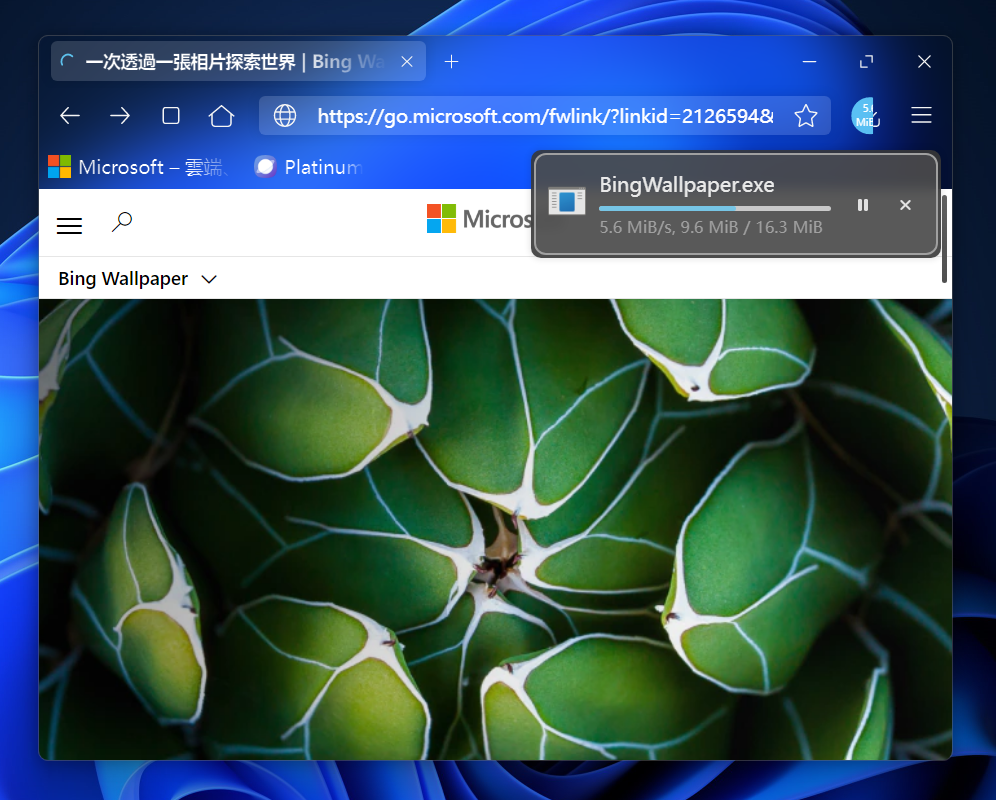 一次透過一張相片探索世界 | Bing Wa
https://go.microsoft.com/fwlink/?linkid=2126594&
5.
MiB
Microsoft – 雲端、
Platinum
BingWallpaper.exe
5.6 MiB/s, 9.6 MiB / 16.3 MiB
Micros
Bing Wallpaper